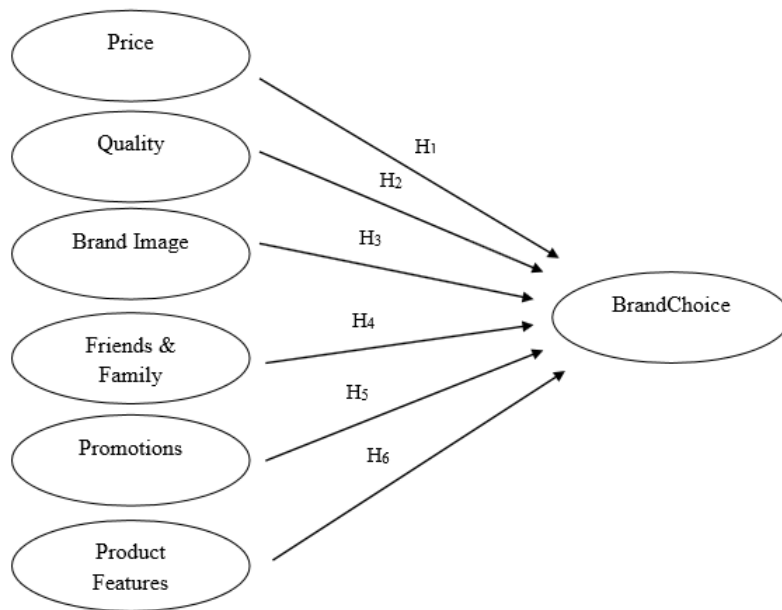 Price
H1
Quality
H2
Brand Image
H3
BrandChoice
Friends &
Family
H4
Promotions
H5
H6
Product
Features